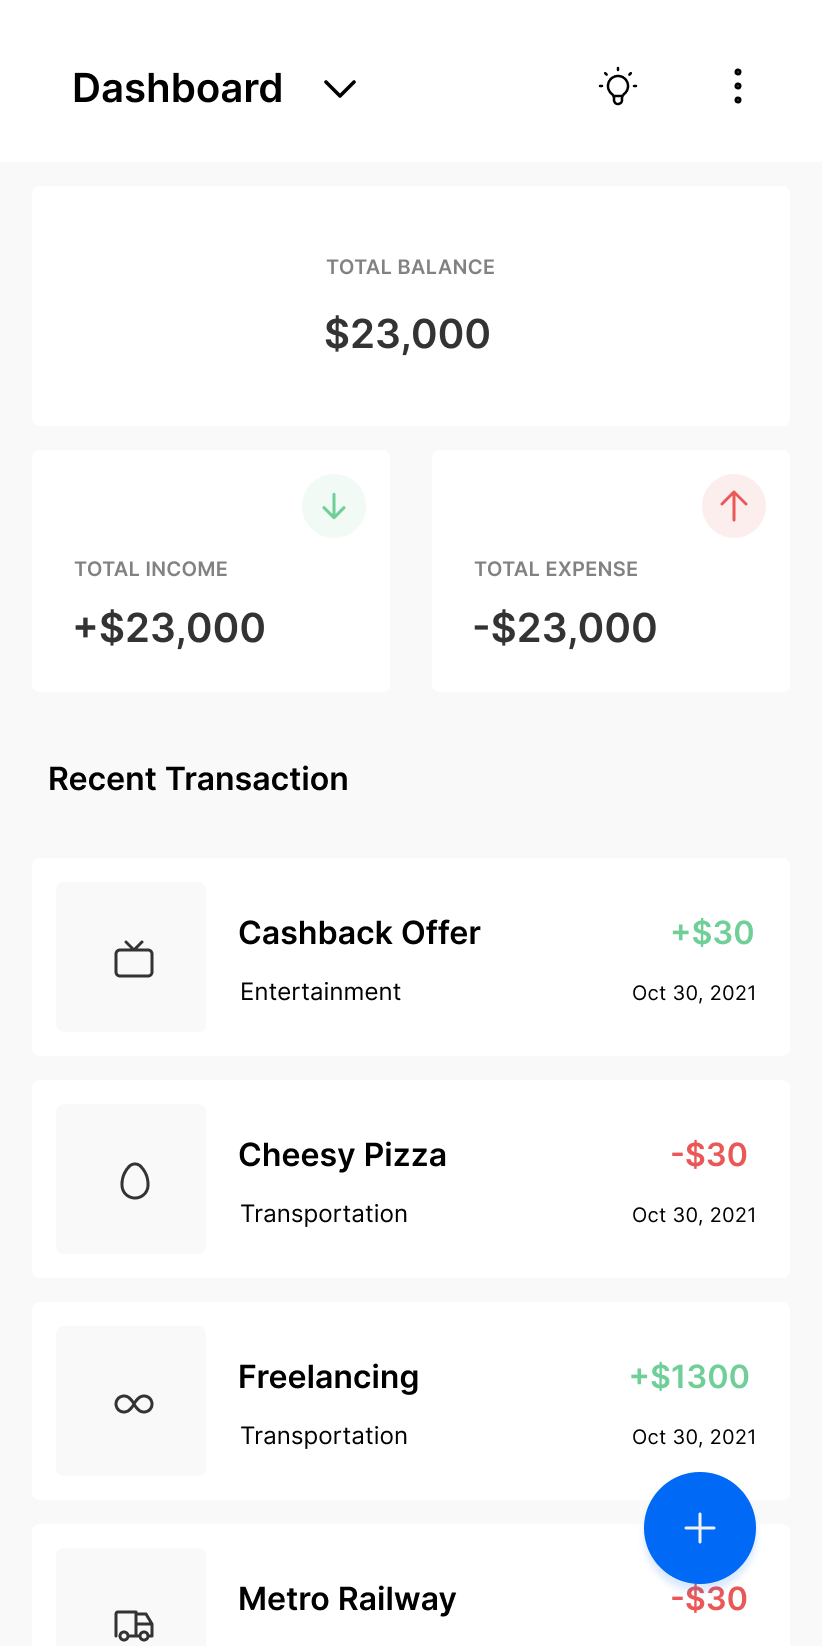 Dashboard
TOTAL BALANCE
$23,000
TOTAL INCOME
+$23,000
TOTAL EXPENSE
-$23,000
Recent Transaction
Cashback Offer
+$30
Entertainment
Oct 30, 2021
Cheesy Pizza
-$30
Transportation
Oct 30, 2021
Freelancing
+$1300
Transportation
Oct 30, 2021
Metro Railway
-$30